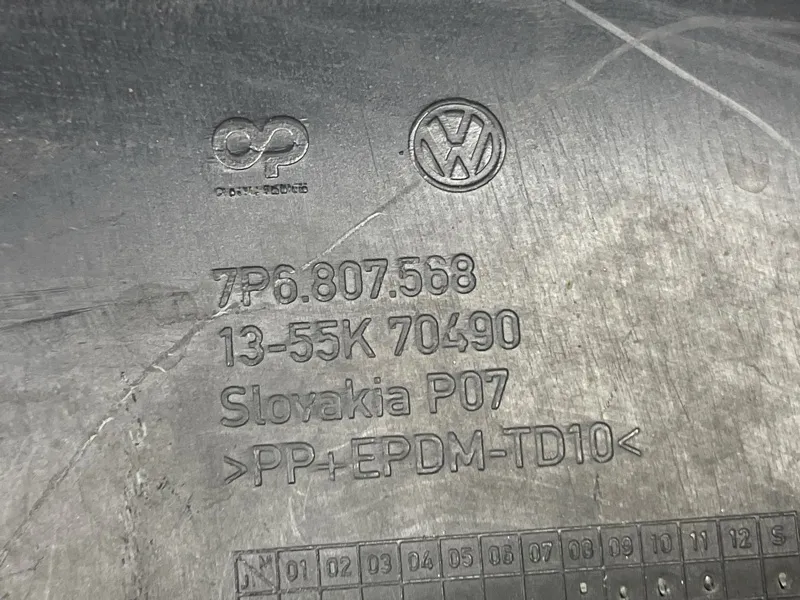 7P6.807.568
13-55K 70490
Slovakia P07
>PP+EPDM-TD10<
01 02 03 04 05 06 07 08 09 10 11 12 S